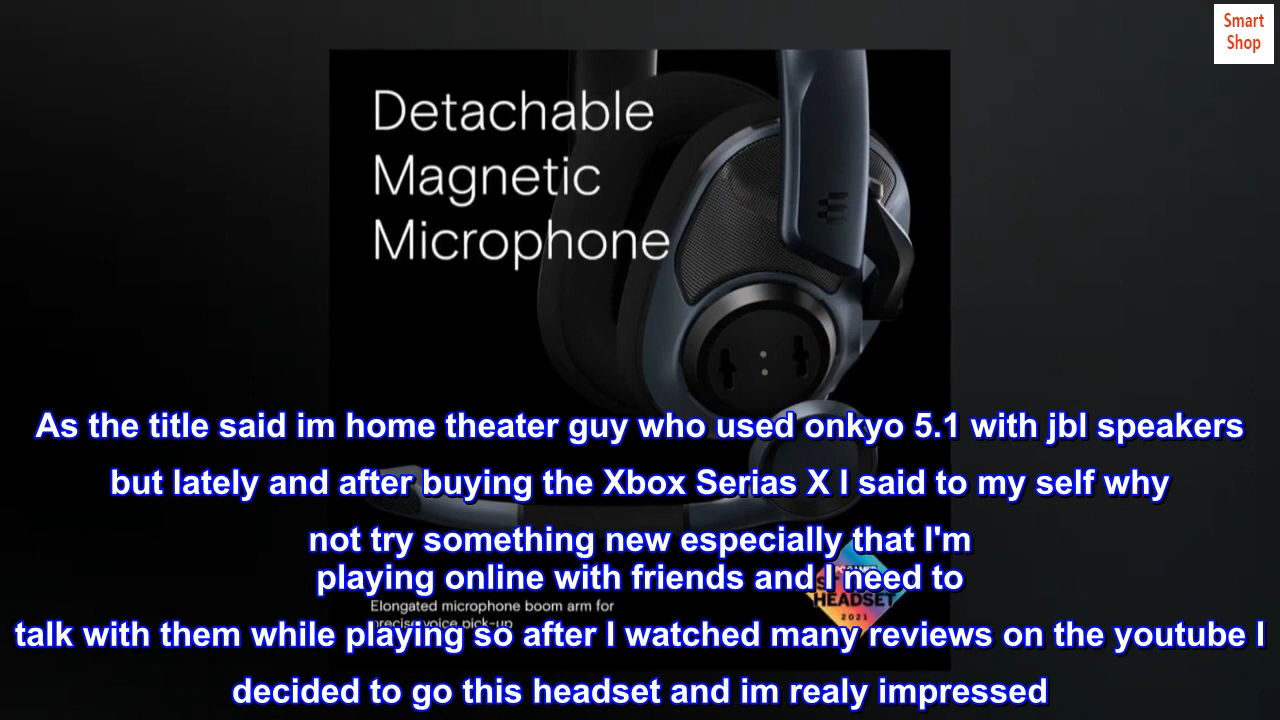 Smart
Shop
Detachable
Magnetic
Microphone
As the title said im home theater guy who used onkyo 5.1 with jbl speakers
but lately and after buying the Xbox Serias X I said to my self why
not try something new especially that I'm
playing online with friends and I need to
HEADSET
Elongated microphone boom arm for
precise voice pick-up
2021
talk with them while playing so after I watched many reviews on the youtube I
decided to go this headset and im realy impressed